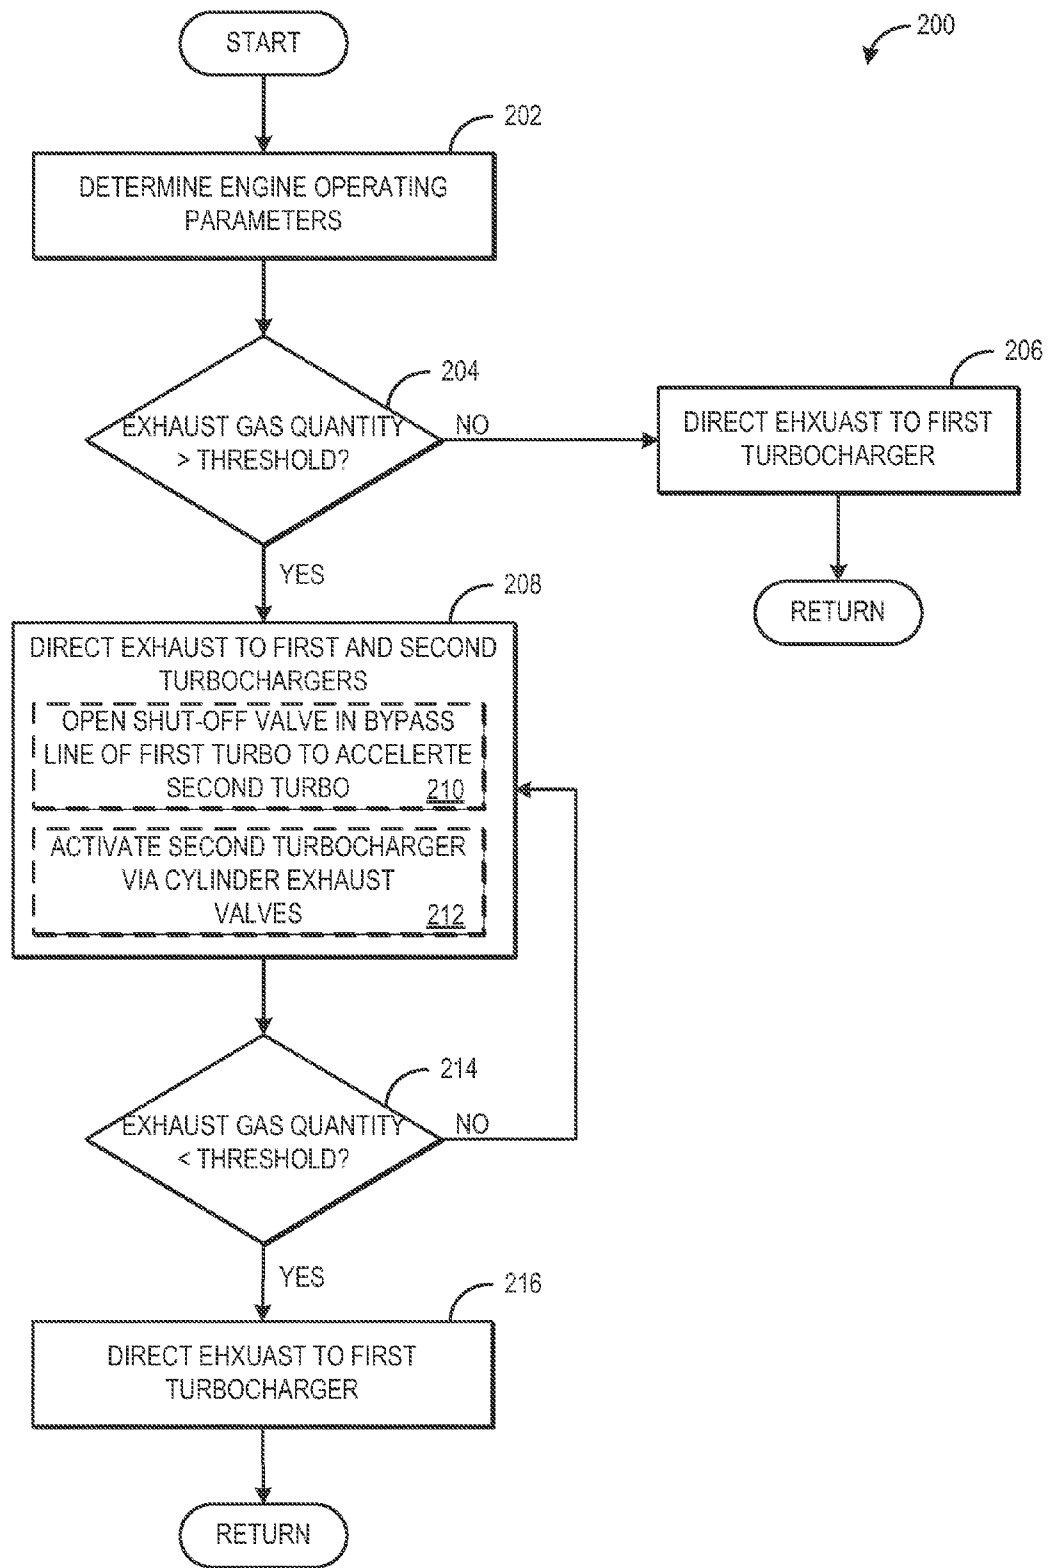 START
200
202
DETERMINE ENGINE OPERATING
PARAMETERS
204
EXHAUST GAS QUANTITY
> THRESHOLD?
NO
206
DIRECT EHXUAST TO FIRST
TURBOCHARGER
RETURN
YES
208
DIRECT EXHAUST TO FIRST AND SECOND
TURBOCHARGERS
OPEN SHUT-OFF VALVE IN BYPASS
LINE OF FIRST TURBO TO ACCELERTE
SECOND TURBO 210
ACTIVATE SECOND TURBOCHARGER
VIA CYLINDER EXHAUST
VALVES 212
214
EXHAUST GAS QUANTITY
< THRESHOLD?
NO
YES
216
DIRECT EHXUAST TO FIRST
TURBOCHARGER
RETURN